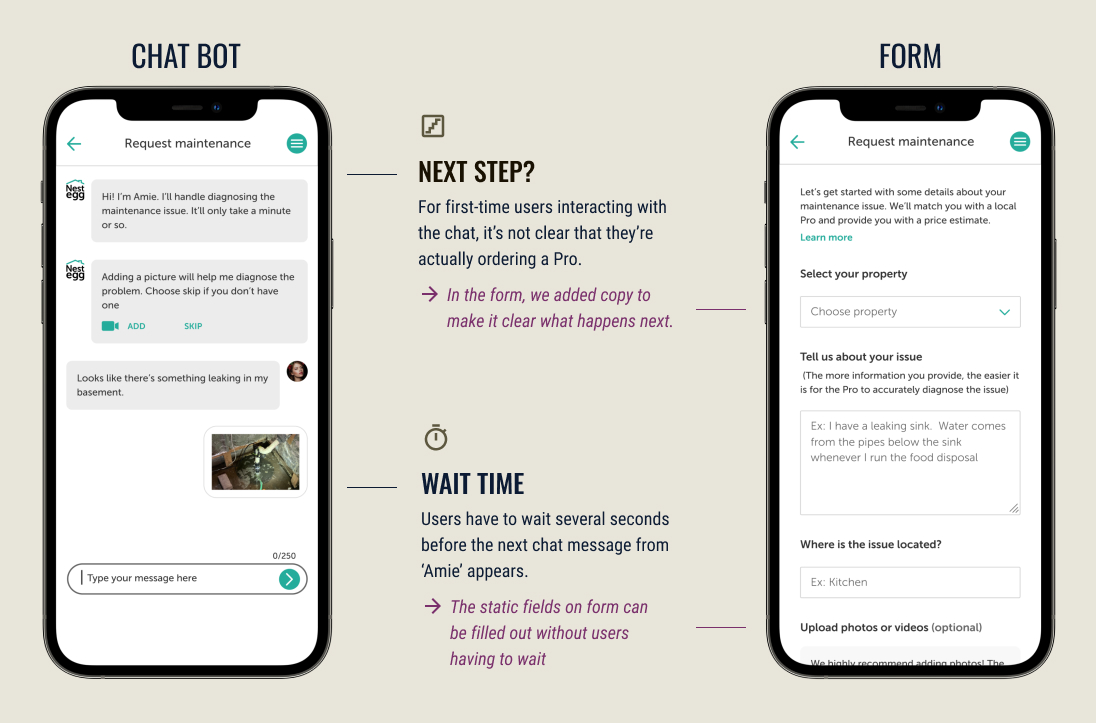 CHAT BOT
Request maintenance
Nest
egg
Hi! I'm Amie. I'll handle diagnosing the
maintenance issue. It'll only take a minute
or so.
Nest
egg
Adding a picture will help me diagnose the
problem. Choose skip if you don't have
one
ADD SKIP
Looks like there's something leaking in my
basement.
0/250
Type your message here
NEXT STEP?
For first-time users interacting with
the chat, it's not clear that they're
actually ordering a Pro.
In the form, we added copy to
make it clear what happens next.
WAIT TIME
Users have to wait several seconds
before the next chat message from
‘Amie’ appears.
The static fields on form can
be filled out without users
having to wait
FORM
Request maintenance
Let's get started with some details about your
maintenance issue. We'll match you with a local
Pro and provide you with a price estimate.
Learn more
Select your property
Choose property
Tell us about your issue
(The more information you provide, the easier it
is for the Pro to accurately diagnose the issue)
Ex: I have a leaking sink. Water comes
from the pipes below the sink
whenever I run the food disposal
Where is the issue located?
Ex: Kitchen
Upload photos or videos (optional)
We highly recommend adding photos! The